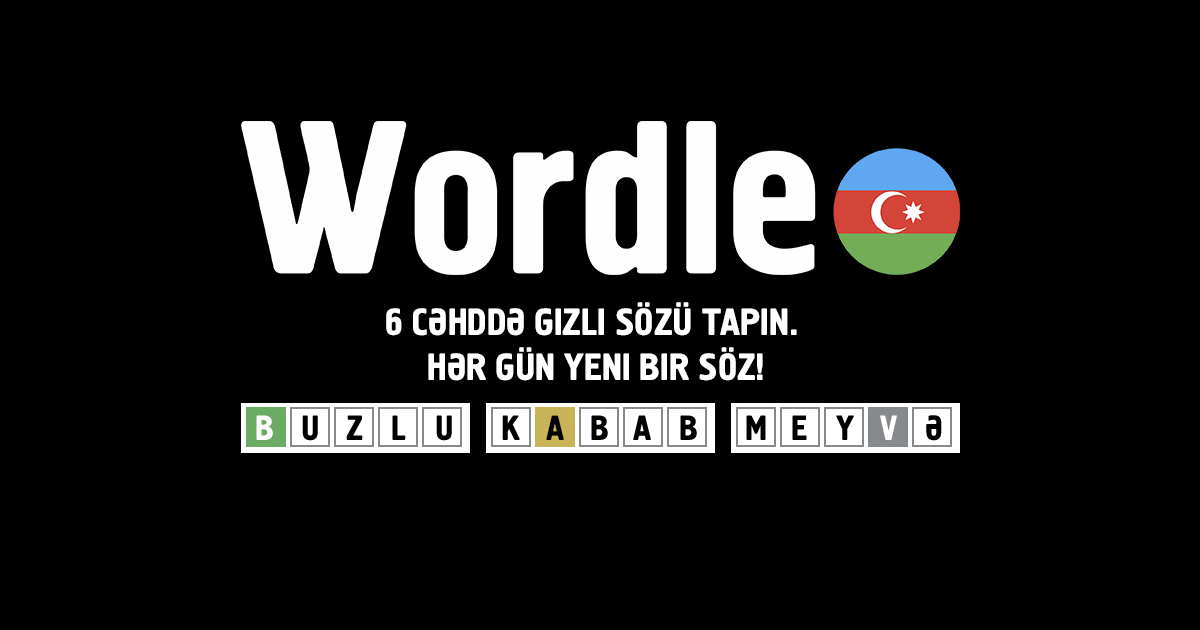 Wordle
6 CƏHDDƏ GIZLI SÖZÜ TAPIN.
HƏR GÜN YENI BIR SÖZ!
BUZLU KABAB MEYVƏ